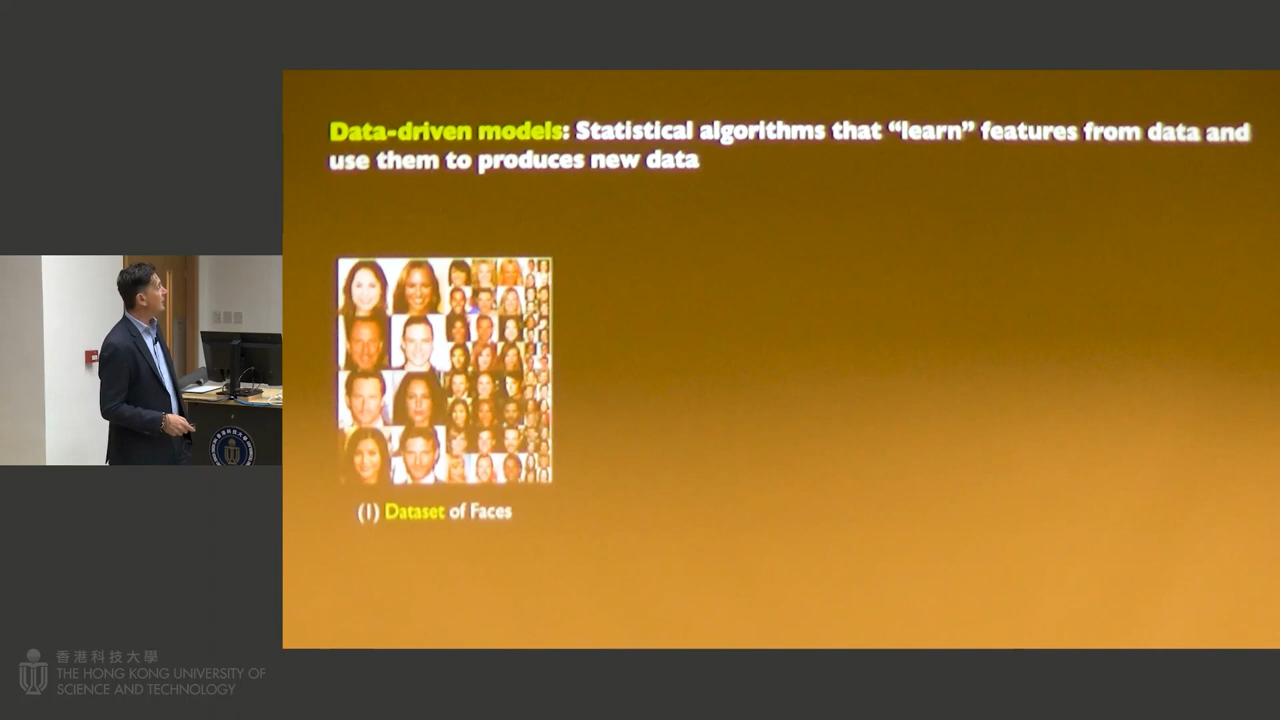 Data-driven models: Statistical algorithms that “learn” features from data and
use them to produces new data
(1) Dataset of Faces
香港科技大學
THE HONG KONG UNIVERSITY OF
SCIENCE AND TECHNOLOGY